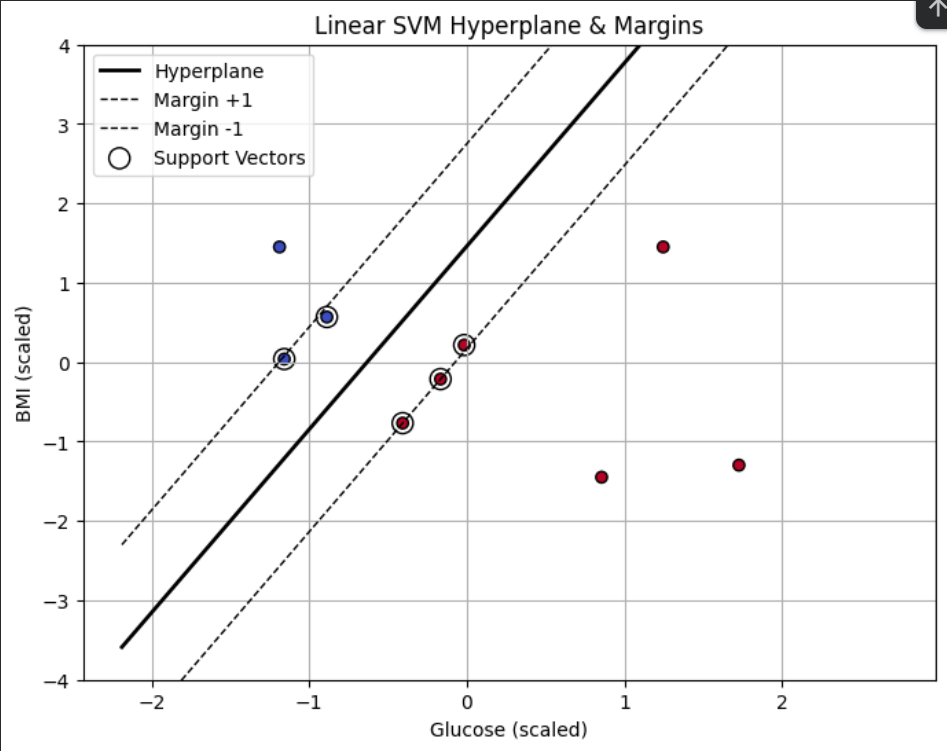 Linear SVM Hyperplane & Margins
4
3
2
1
0
−1
−2
−3
−4
BMI (scaled)
Hyperplane
Margin +1
Margin -1
Support Vectors
−2
−1
0
1
2
Glucose (scaled)